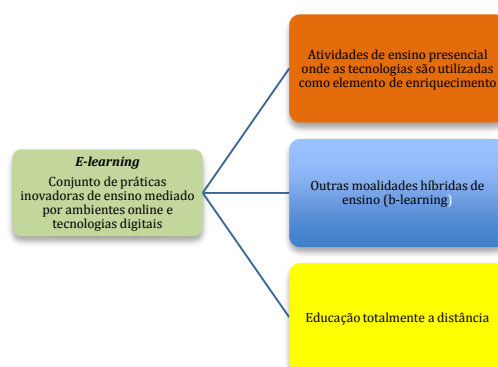 E-learning
Conjunto de práticas
inovadoras de ensino mediado
por ambientes online e
tecnologias digitais
Atividades de ensino presencial
onde as tecnologias são utilizadas
como elemento de enriquecimento
Outras moalidades híbridas de
ensino (b-learning)
Educação totalmente a distância